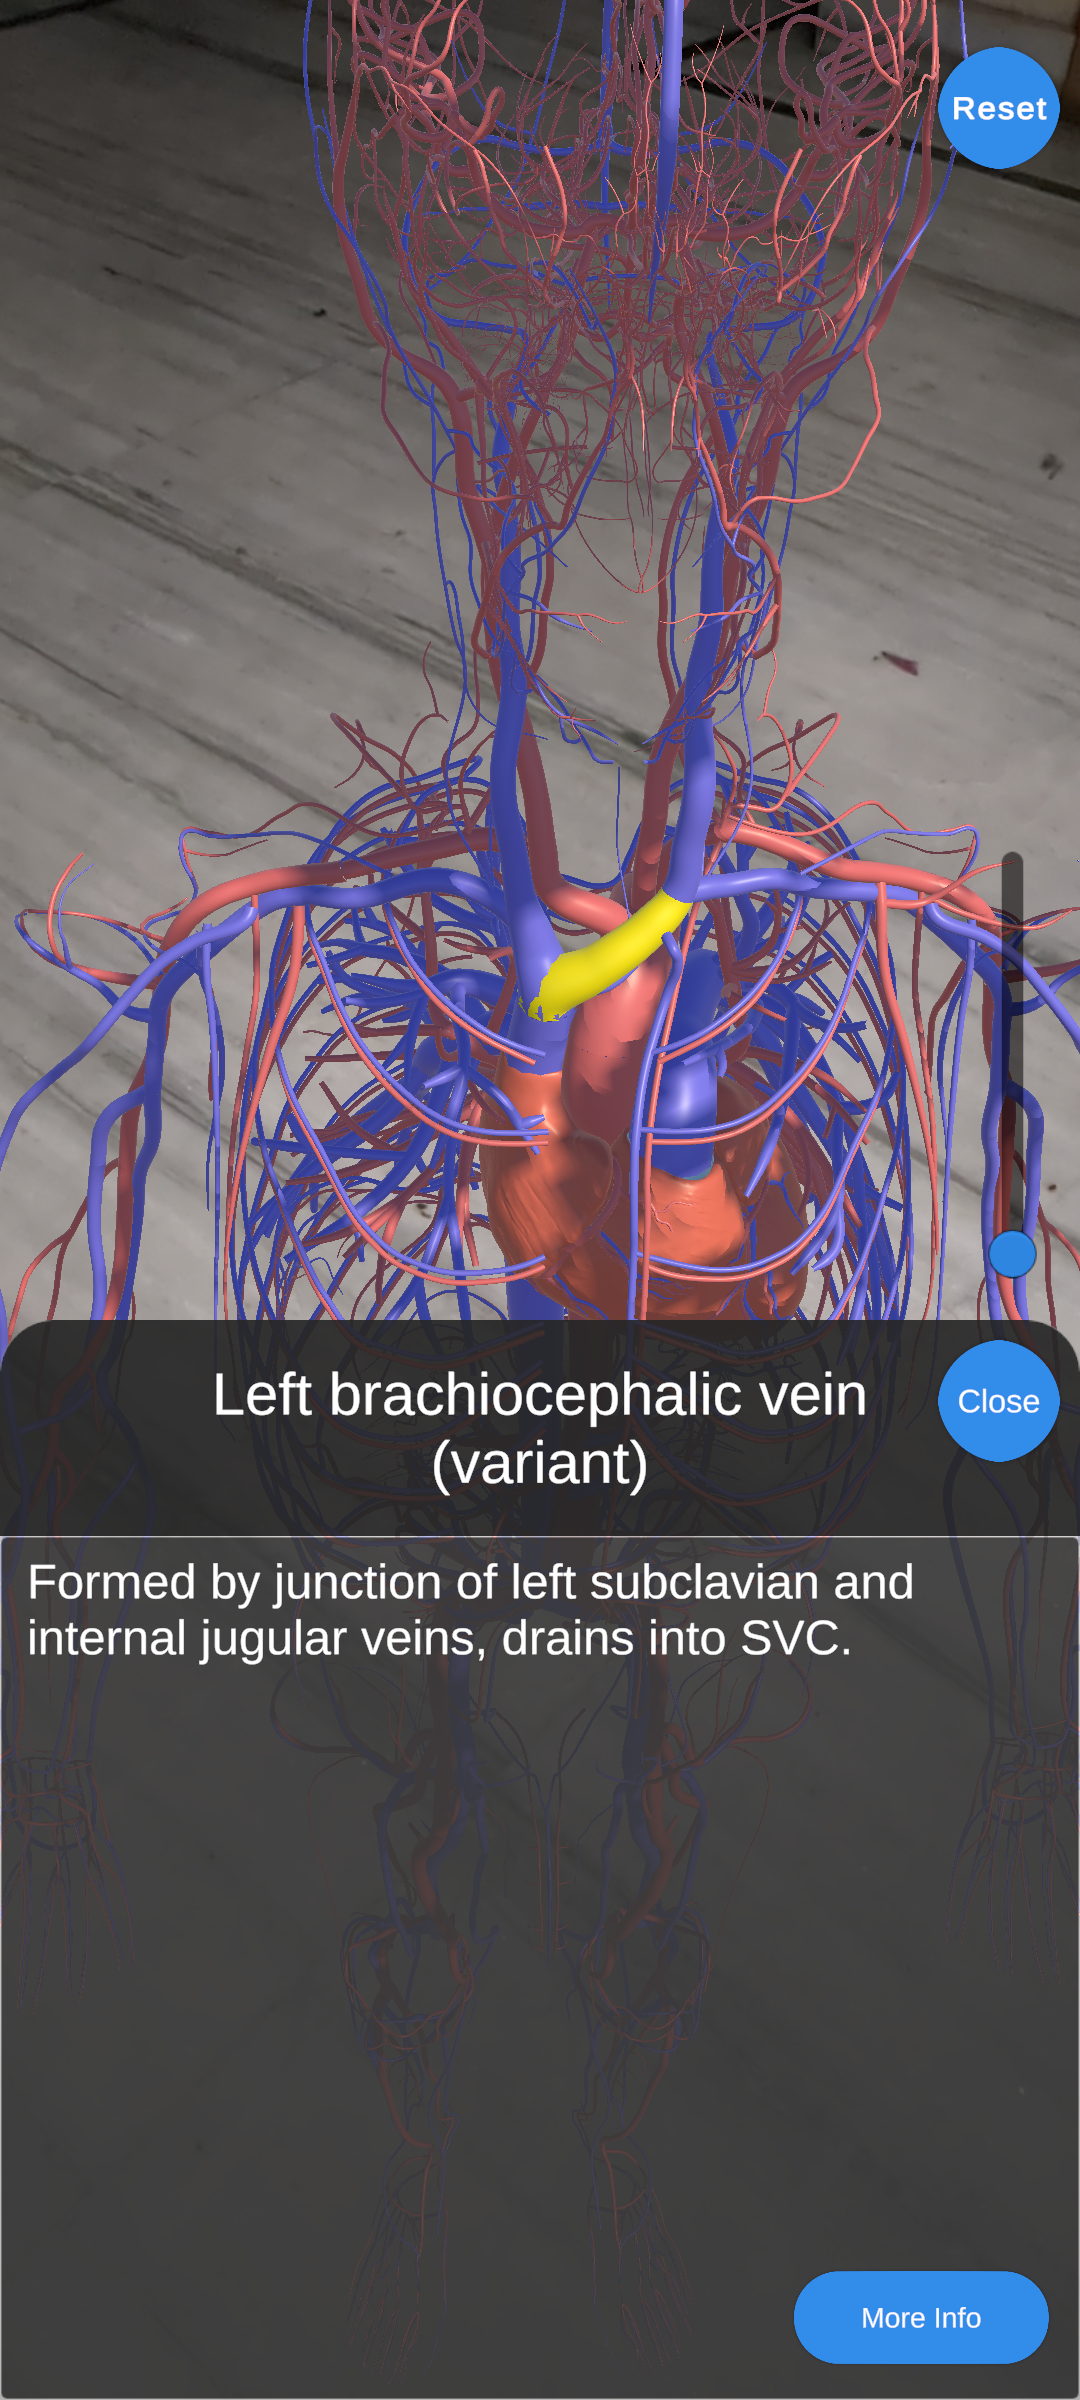 Reset
Left brachiocephalic vein
(variant)
Close
Formed by junction of left subclavian and
internal jugular veins, drains into SVC.
More Info